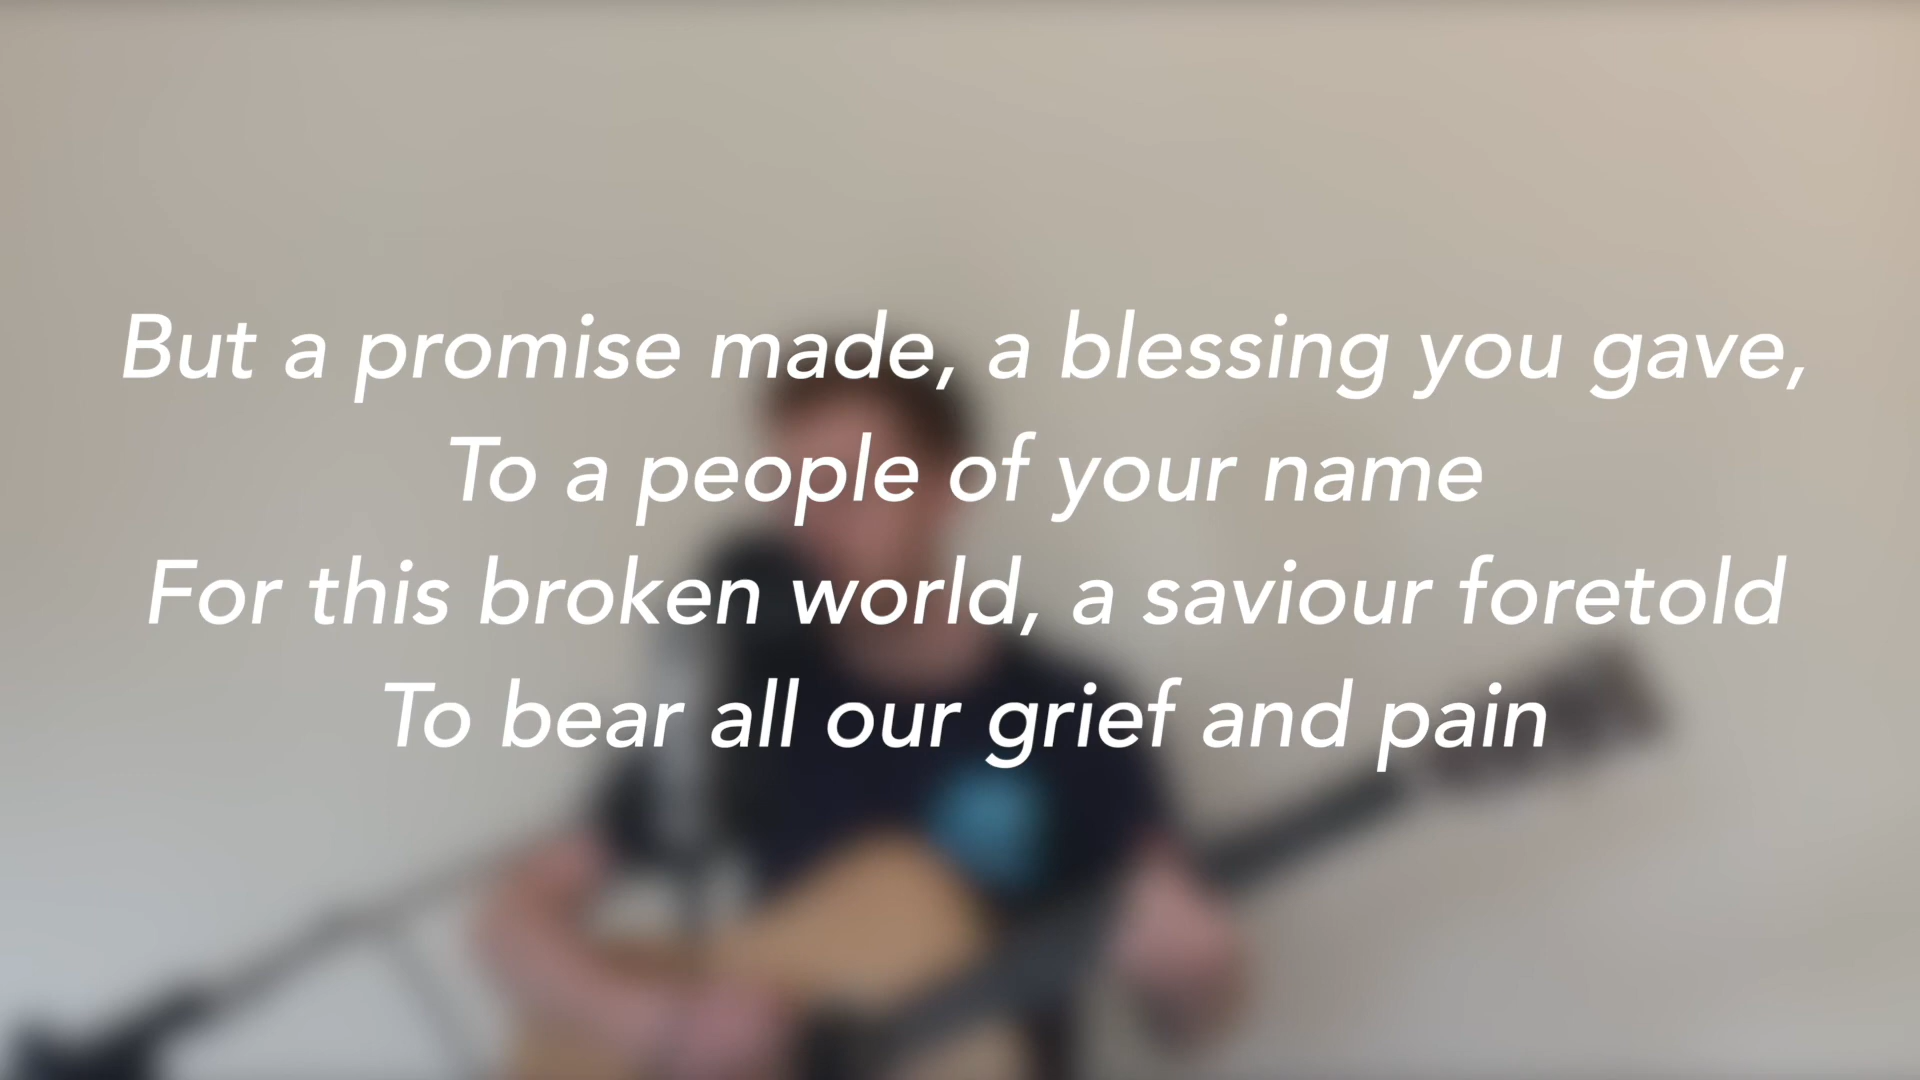 But a promise made, a blessing you gave,
To a people of your name
For this broken world, a saviour foretold
To bear all our grief and pain